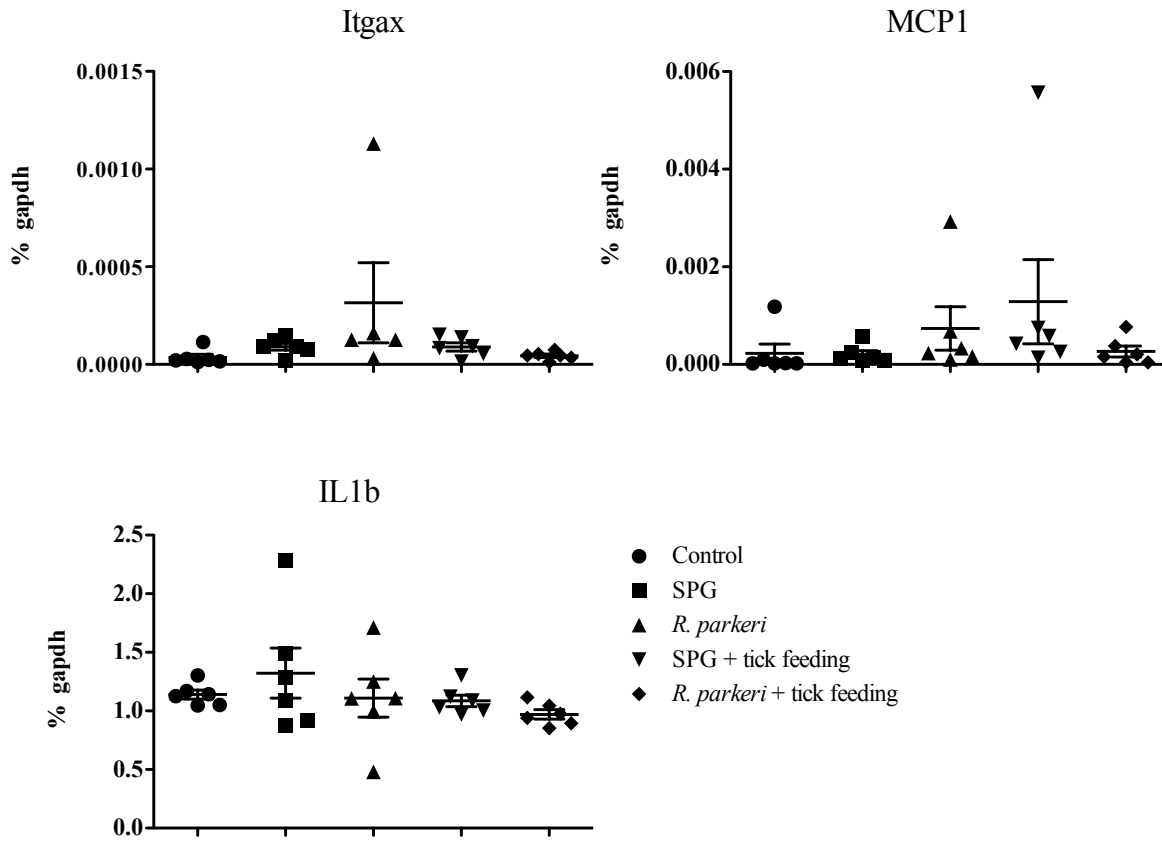 Itgax
0.0015
0.0010
0.0005
0.0000
% gapdh
MCP1
0.006
0.004
0.002
0.000
% gapdh
IL1b
2.5
2.0
1.5
1.0
0.5
0.0
% gapdh
Control
SPG
R. parkeri
SPG + tick feeding
R. parkeri + tick feeding